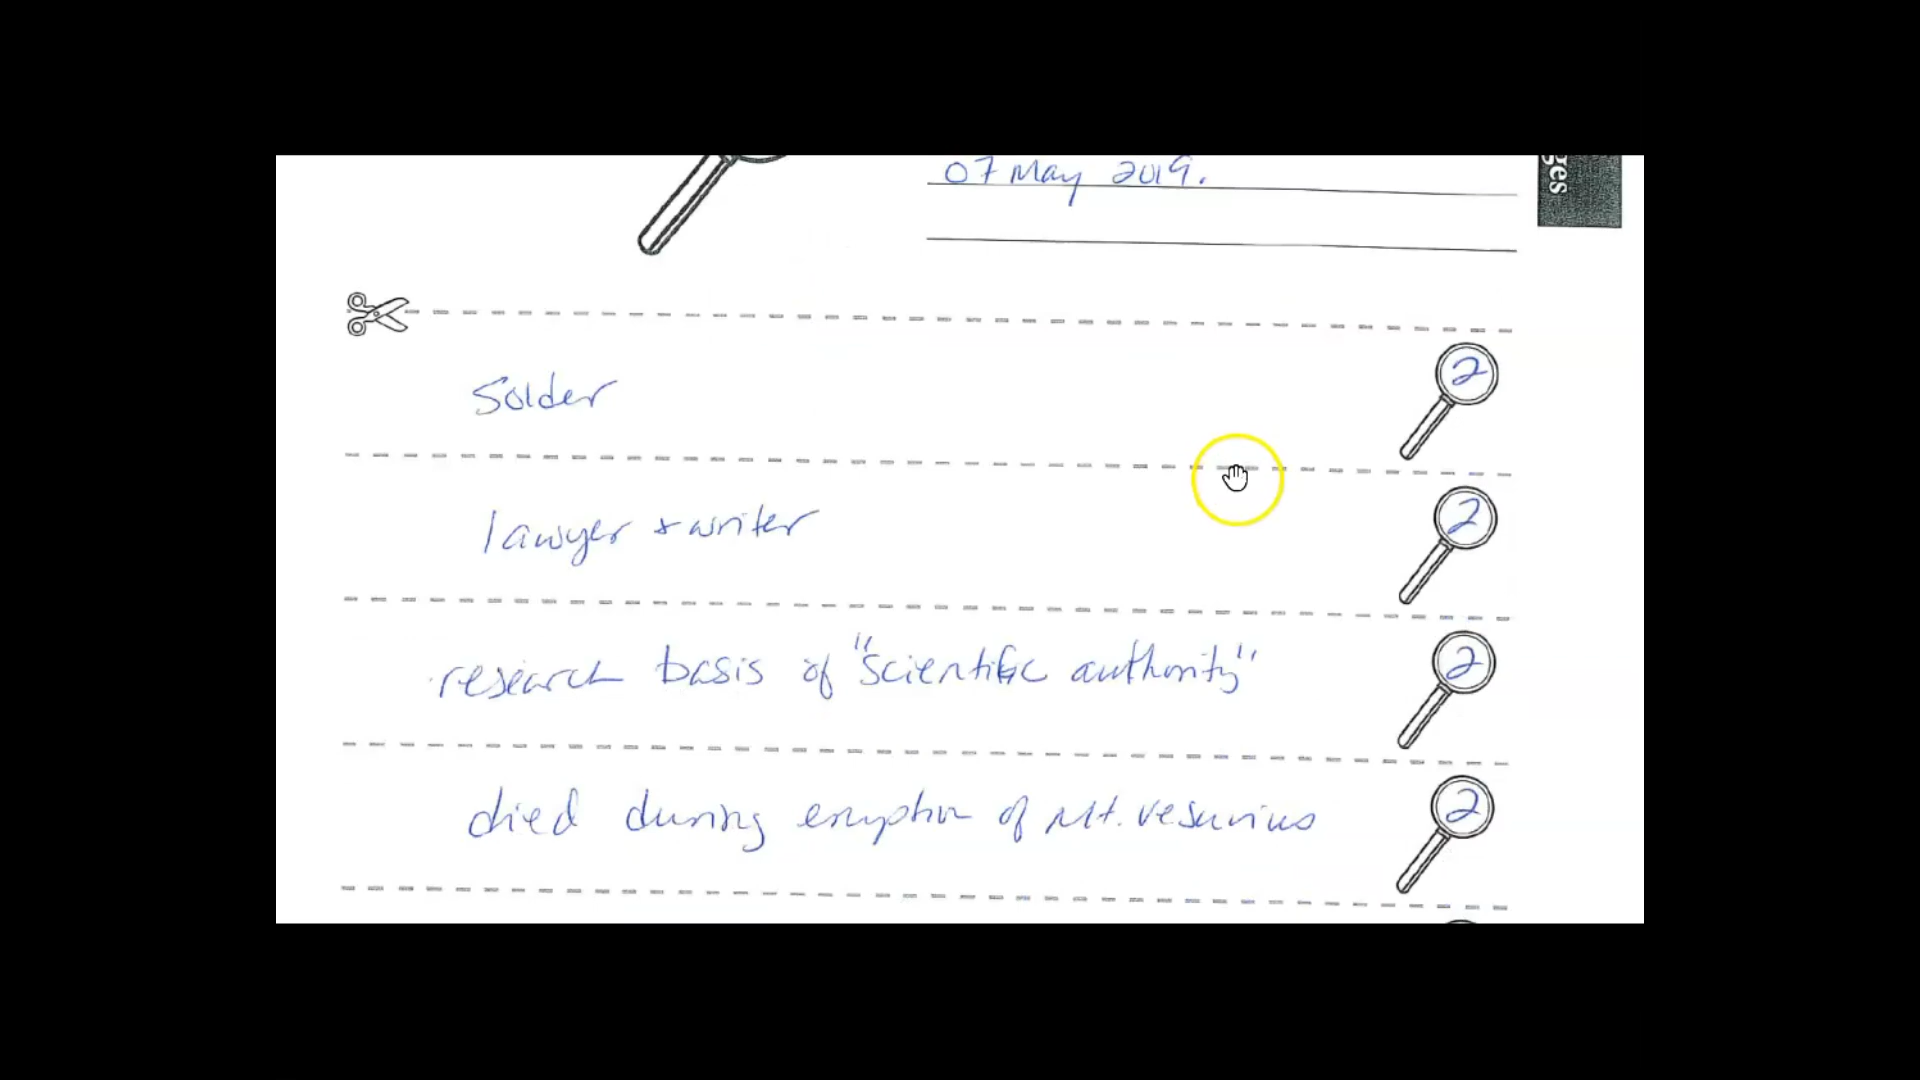 07 May 2019.
ges
Solder
2
lawyer + writer
2
research basis of "scientific authority"
2
died during eruption of Mt. Vesuvius
2